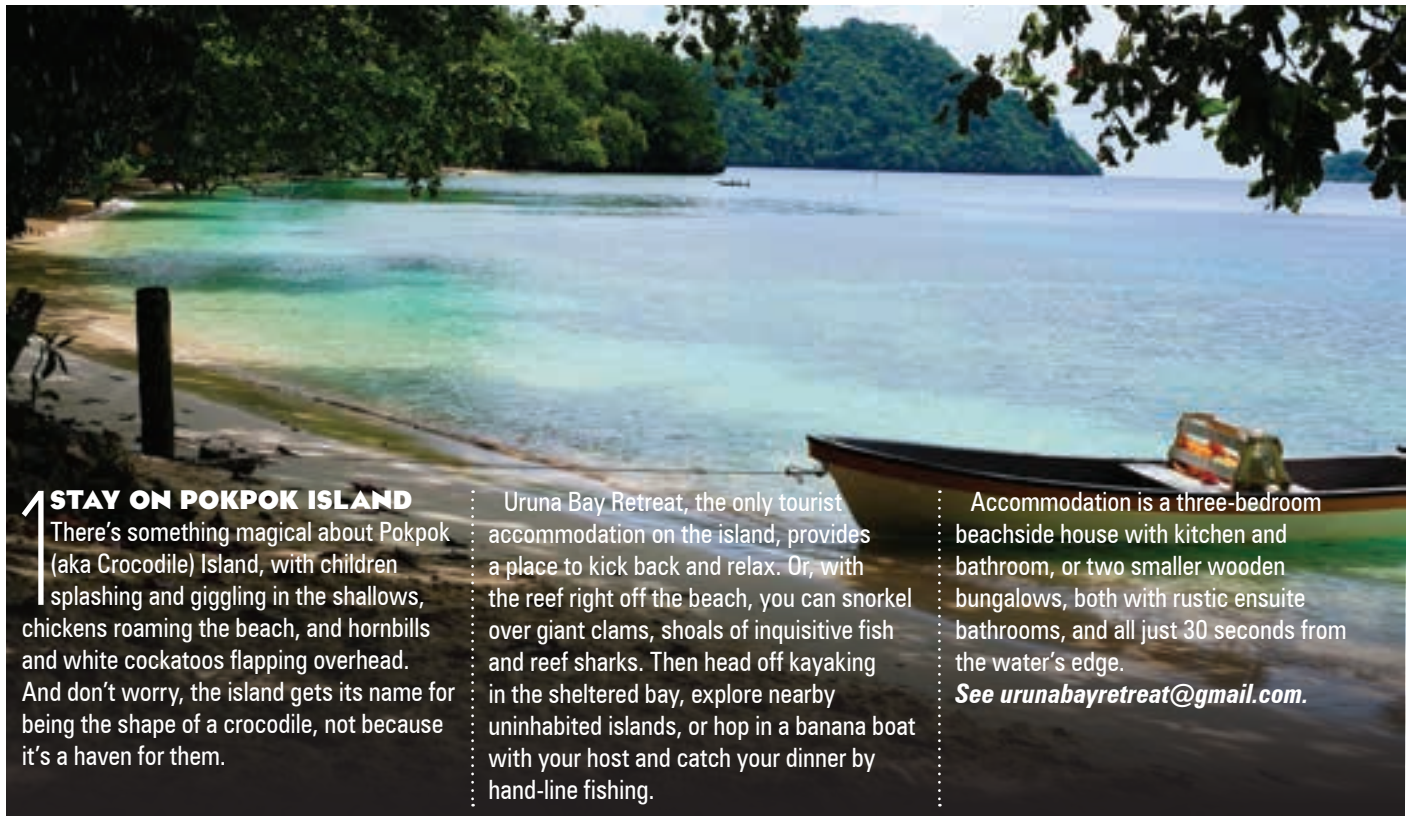 1 STAY ON POKPOK ISLAND
There’s something magical about Pokpok
(aka Crocodile) Island, with children
splashing and giggling in the shallows,
chickens roaming the beach, and hornbills
and white cockatoos flapping overhead.
And don’t worry, the island gets its name for
being the shape of a crocodile, not because
it’s a haven for them.
Uruna Bay Retreat, the only tourist
accommodation on the island, provides
a place to kick back and relax. Or, with
the reef right off the beach, you can snorkel
over giant clams, shoals of inquisitive fish
and reef sharks. Then head off kayaking
in the sheltered bay, explore nearby
uninhabited islands, or hop in a banana boat
with your host and catch your dinner by
hand-line fishing.
Accommodation is a three-bedroom
beachside house with kitchen and
bathroom, or two smaller wooden
bungalows, both with rustic ensuite
bathrooms, and all just 30 seconds from
the water’s edge.
See urunabayretreat@gmail.com.